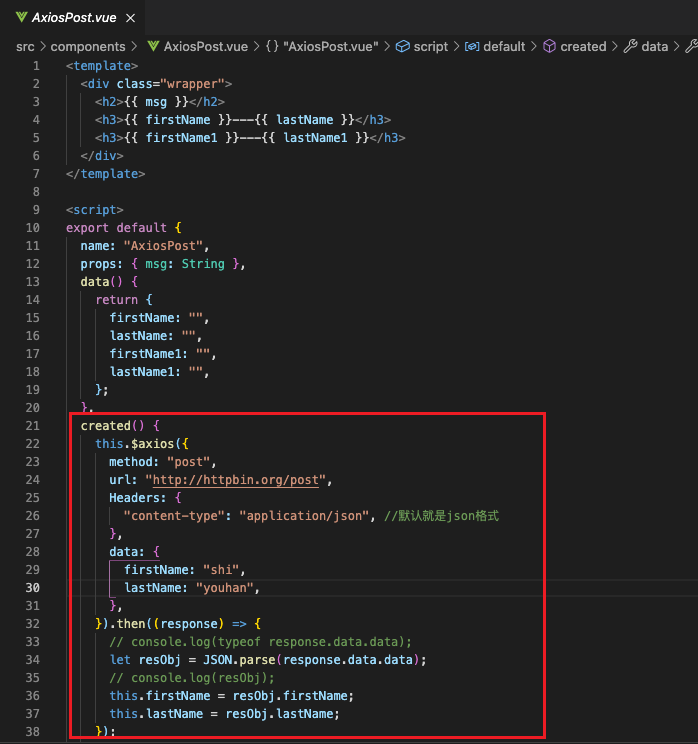 AxiosPost.vue ×
src > components > AxiosPost.vue > {} "AxiosPost.vue" > script > default > created > data >
1 <template>
2 <div class="wrapper">
3 <h2>{{ msg }}</h2>
4 <h3>{{ firstName }}---{{ lastName }}</h3>
5 <h3>{{ firstName1 }}---{{ lastName1 }}</h3>
6 </div>
7 </template>
8
9 <script>
10 export default {
11 name: "AxiosPost",
12 props: { msg: String },
13 data() {
14 return {
15 firstName: "",
16 lastName: "",
17 firstName1: "",
18 lastName1: "",
19 };
20 },
21 created() {
22 this.$axios({
23 method: "post",
24 url: "http://httpbin.org/post",
25 Headers: {
26 "content-type": "application/json", //默认就是json格式
27 },
28 data: {
29 firstName: "shi",
30 lastName: "youhan",
31 },
32 }).then((response) => {
33 // console.log(typeof response.data.data);
34 let resObj = JSON.parse(response.data.data);
35 // console.log(resObj);
36 this.firstName = resObj.firstName;
37 this.lastName = resObj.lastName;
38 });